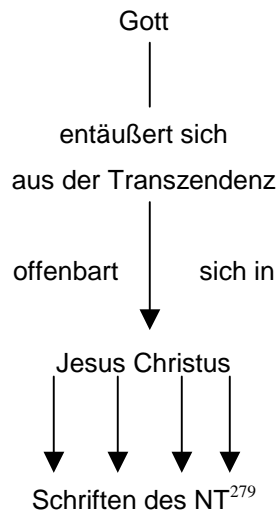 Gott
entäußert sich
aus der Transzendenz
offenbart sich in
Jesus Christus
Schriften des NT279